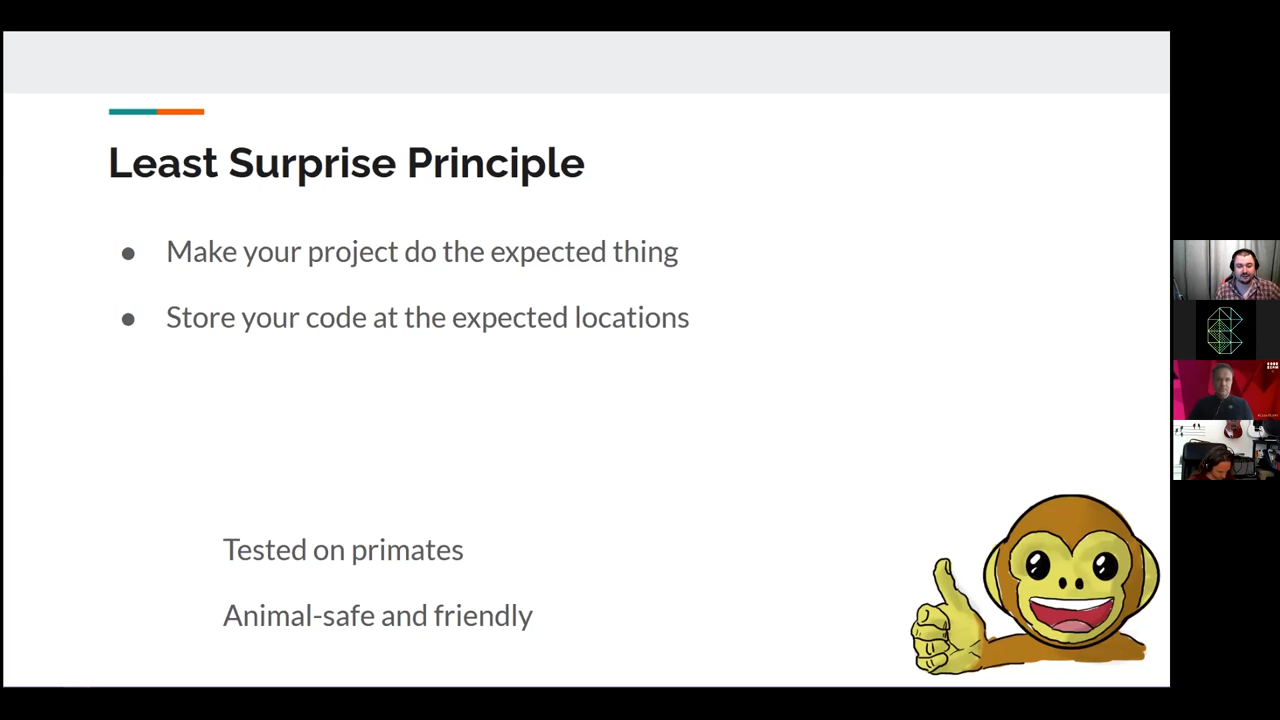 Least Surprise Principle
● Make your project do the expected thing
● Store your code at the expected locations
Tested on primates
Animal-safe and friendly